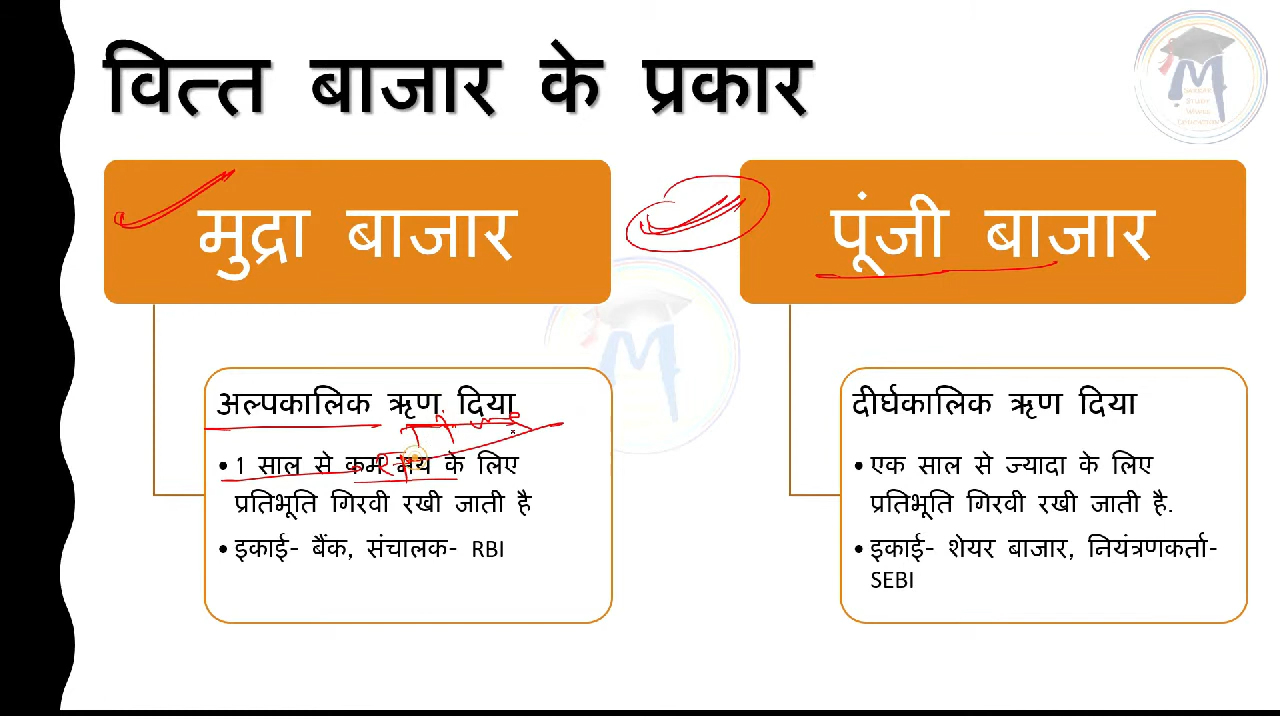 वित्त बाजार के प्रकार
मुद्रा बाजार
अल्पकालिक ऋण दिया
• 1 साल से कम के लिए
प्रतिभूति गिरवी रखी जाती है
• इकाई- बैंक, संचालक- RBI
पूंजी बाजार
दीर्घकालिक ऋण दिया
• एक साल से ज्यादा के लिए
प्रतिभूति गिरवी रखी जाती है.
• इकाई- शेयर बाजार, नियंत्रणकर्ता-
SEBI